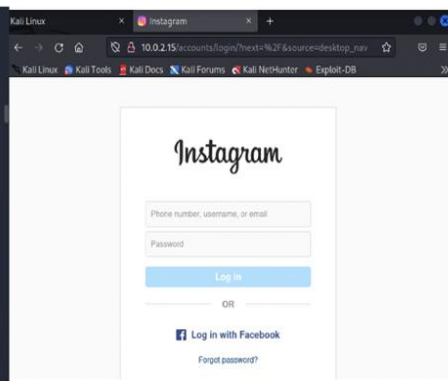 Kali Linux
Instagram
10.0.2.15/accounts/login/?next=%2F&source=desktop_nav
Kali Linux Kali Tools Kali Docs Kali Forums Kali NetHunter Exploit-DB
Instagram
Phone number, username, or email
Password
Log in
OR
Log in with Facebook
Forgot password?